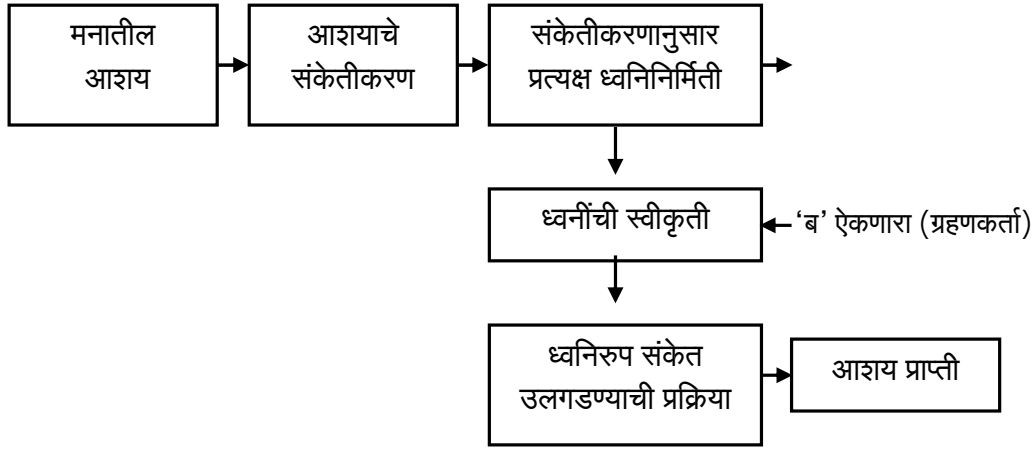 मनातील
आशय
आशयाचे
संकेतीकरण
संकेतीकरणानुसार
प्रत्यक्ष ध्वनिनिर्मिती
ध्वनींची स्वीकृती
‘ब’ ऐकणारा (ग्रहणकर्ता)
ध्वनिरुप संकेत
उलगडण्याची प्रक्रिया
आशय प्राप्ती